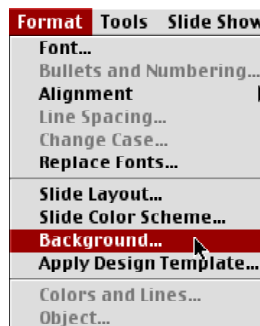 Format Tools Slide Show
Font...
Bullets and Numbering...
Alignment
Line Spacing...
Change Case...
Replace Fonts...
Slide Layout...
Slide Color Scheme...
Background...
Apply Design Template...
Colors and Lines...
Object...